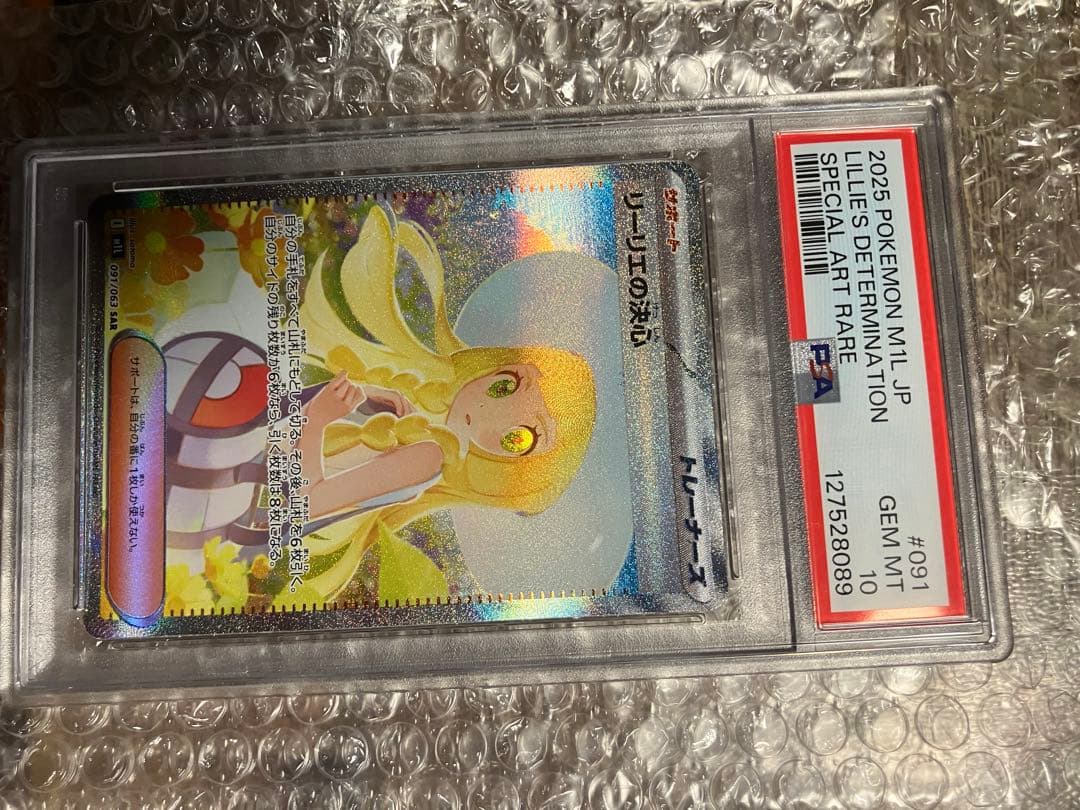 2025 POKEMON M1L JP #091
LILLIE'S DETERMINATION GEM MT
SPECIAL ART RARE 10
PSA 127528089
サポート トレーナーズ
リーリエの決心
自分の手札をすべて山札にもどして切る。その後、山札を6枚引く。
自分のサイドの残り枚数が6枚なら、引く枚数は8枚になる。
サポートは、自分の番に1枚しか使えない。
M1L 091/063 SAR